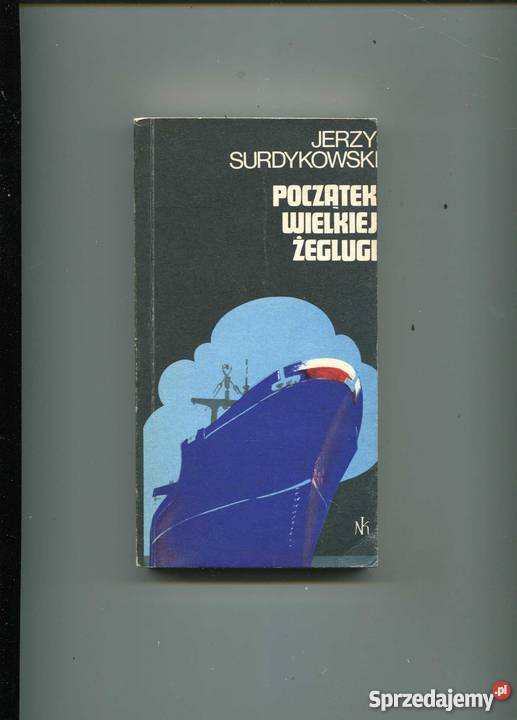 JERZY
SURDYKOWSKI
POCZĄTEK
WIELKIEJ
ŻEGLUGI
NK
Sprzedajemy.pl